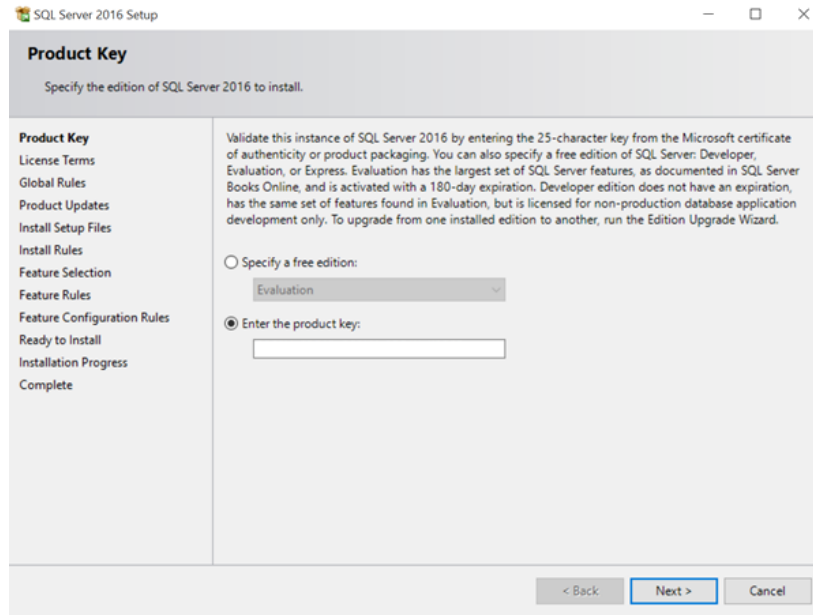 SQL Server 2016 Setup
Product Key
Specify the edition of SQL Server 2016 to install.
Product Key
License Terms
Global Rules
Product Updates
Install Setup Files
Install Rules
Feature Selection
Feature Rules
Feature Configuration Rules
Ready to Install
Installation Progress
Complete
Validate this instance of SQL Server 2016 by entering the 25-character key from the Microsoft certificate
of authenticity or product packaging. You can also specify a free edition of SQL Server: Developer,
Evaluation, or Express. Evaluation has the largest set of SQL Server features, as documented in SQL Server
Books Online, and is activated with a 180-day expiration. Developer edition does not have an expiration,
has the same set of features found in Evaluation, but is licensed for non-production database application
development only. To upgrade from one installed edition to another, run the Edition Upgrade Wizard.
Specify a free edition:
Evaluation
Enter the product key:
< Back
Next >
Cancel